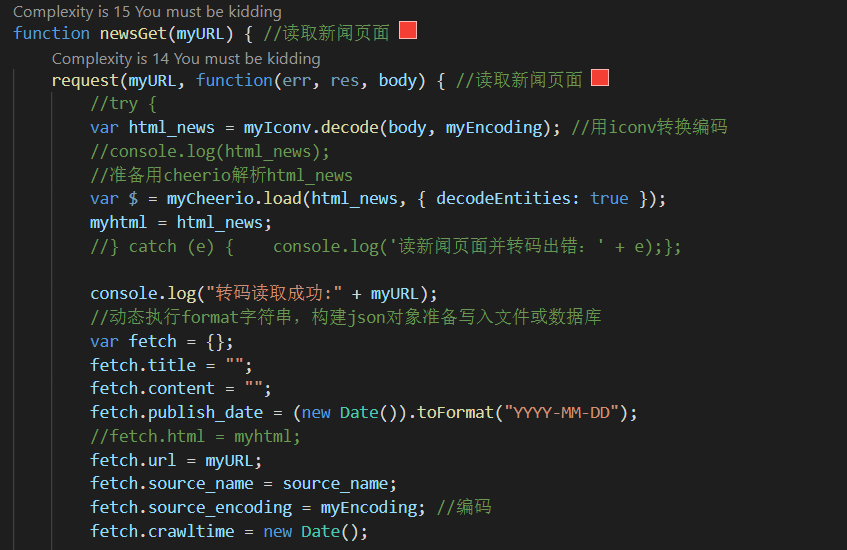 Complexity is 15 You must be kidding
function newsGet(myURL) { //读取新闻页面
Complexity is 14 You must be kidding
request(myURL, function(err, res, body) { //读取新闻页面
//try {
var html_news = myIconv.decode(body, myEncoding); //用iconv转换编码
//console.log(html_news);
//准备用cheerio解析html_news
var $ = myCheerio.load(html_news, { decodeEntities: true });
myhtml = html_news;
//} catch (e) {    console.log('读新闻页面并转码出错：' + e);};
console.log("转码读取成功:" + myURL);
//动态执行format字符串，构建json对象准备写入文件或数据库
var fetch = {};
fetch.title = "";
fetch.content = "";
fetch.publish_date = (new Date()).toFormat("YYYY-MM-DD");
//fetch.html = myhtml;
fetch.url = myURL;
fetch.source_name = source_name;
fetch.source_encoding = myEncoding; //编码
fetch.crawltime = new Date();